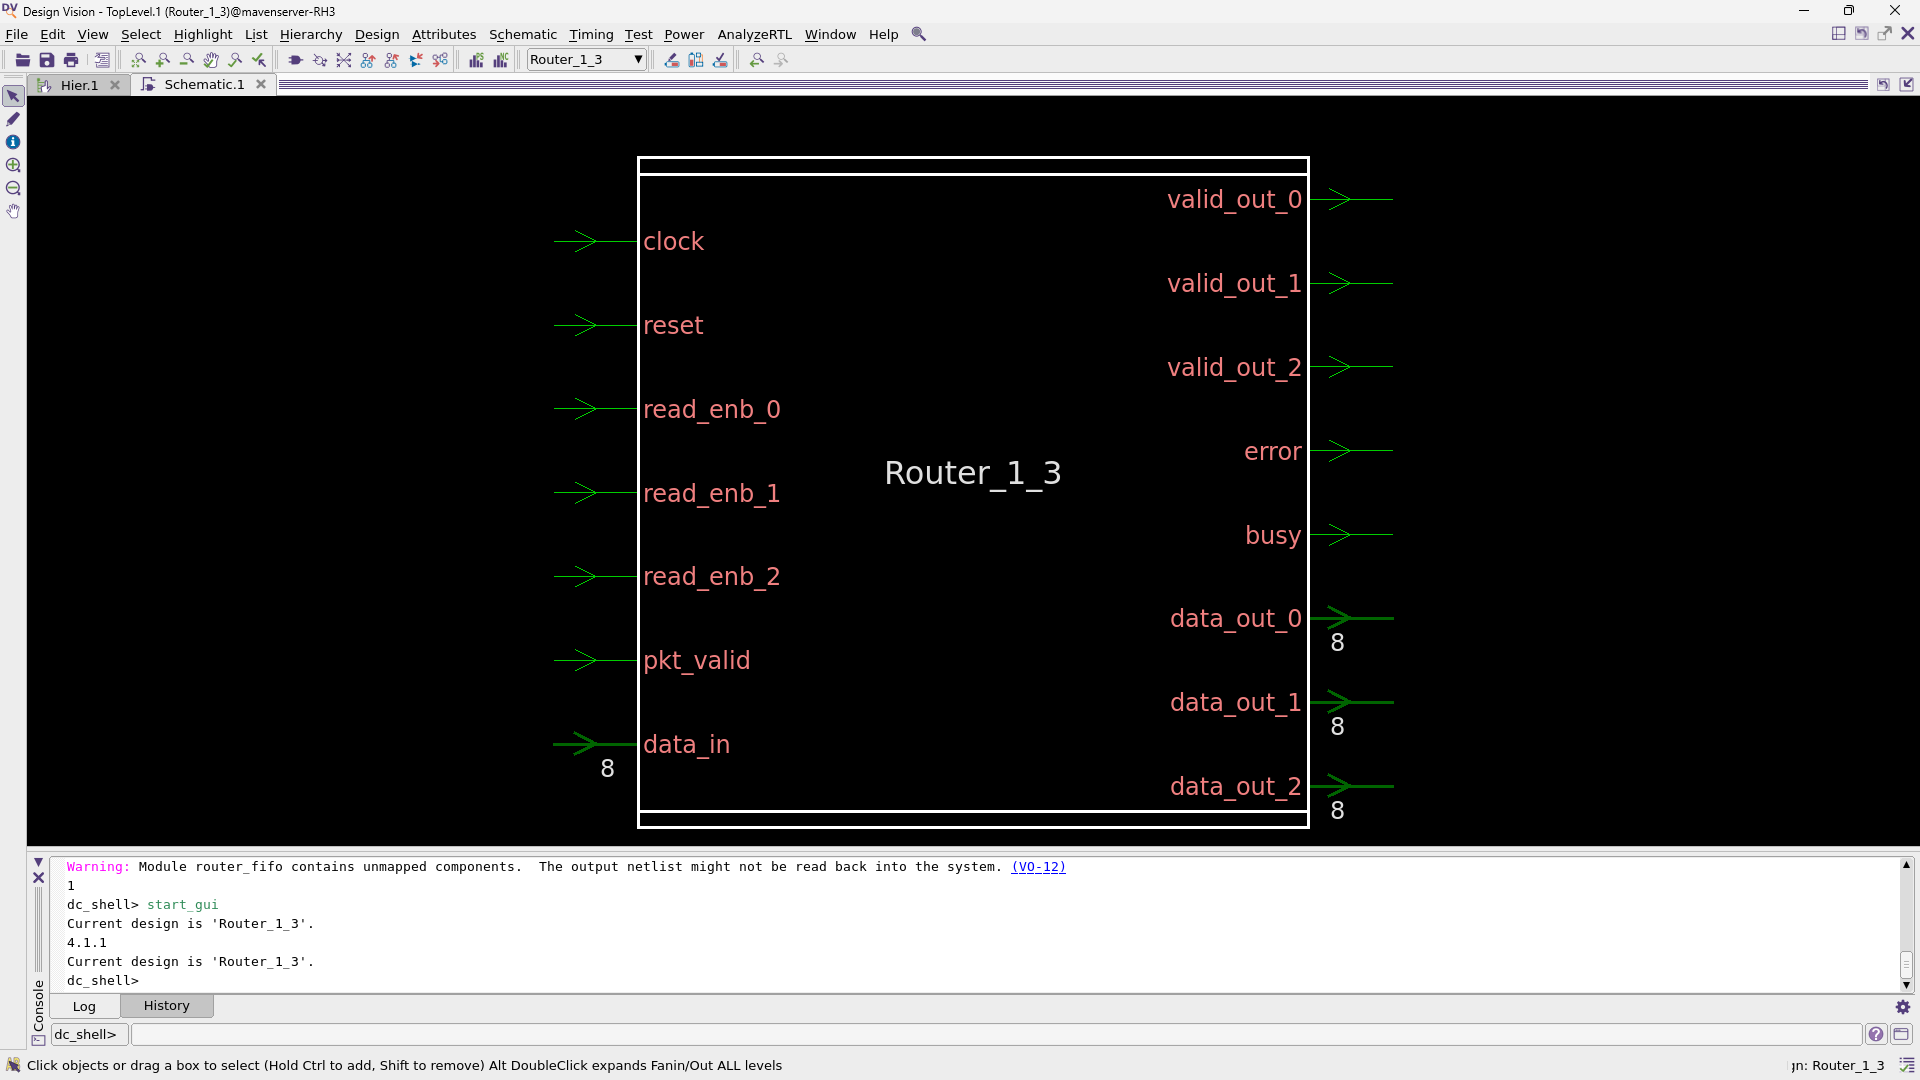 Design Vision - TopLevel.1 (Router_1_3)@mavenserver-RH3
File Edit View Select Highlight List Hierarchy Design Attributes Schematic Timing Test Power AnalyzeRTL Window Help
Router_1_3
Hier.1 Schematic.1
valid_out_0
clock
valid_out_1
reset
valid_out_2
read_enb_0
error
Router_1_3
read_enb_1
busy
read_enb_2
data_out_0
8
pkt_valid
data_out_1
8
data_in
8
data_out_2
8
Warning: Module router_fifo contains unmapped components.  The output netlist might not be read back into the system. (VO-12)
1
dc_shell> start_gui
Current design is 'Router_1_3'.
4.1.1
Current design is 'Router_1_3'.
dc_shell>
Console
Log History
dc_shell>
Click objects or drag a box to select (Hold Ctrl to add, Shift to remove) Alt DoubleClick expands Fanin/Out ALL levels
gn: Router_1_3